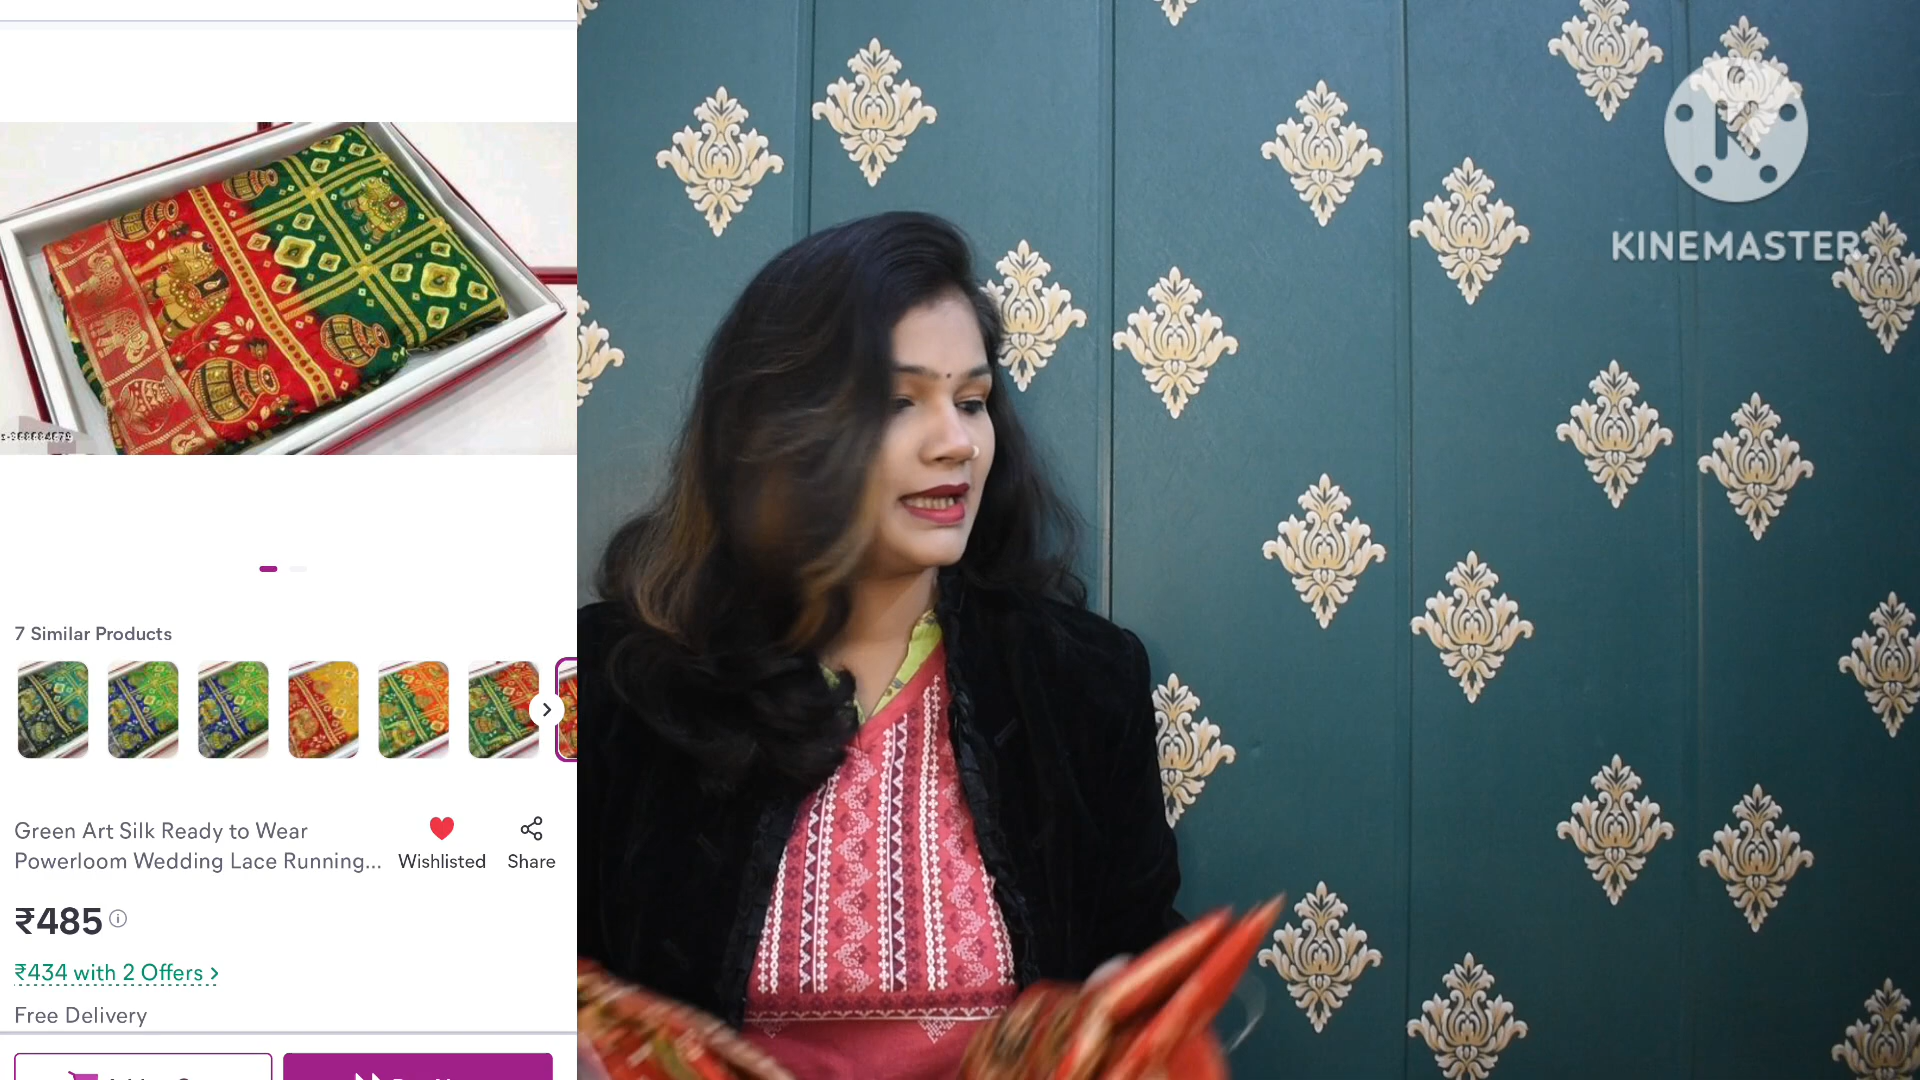 7 Similar Products
Green Art Silk Ready to Wear
Powerloom Wedding Lace Running...
Wishlisted
Share
₹485
₹434 with 2 Offers
Free Delivery
KINEMASTER